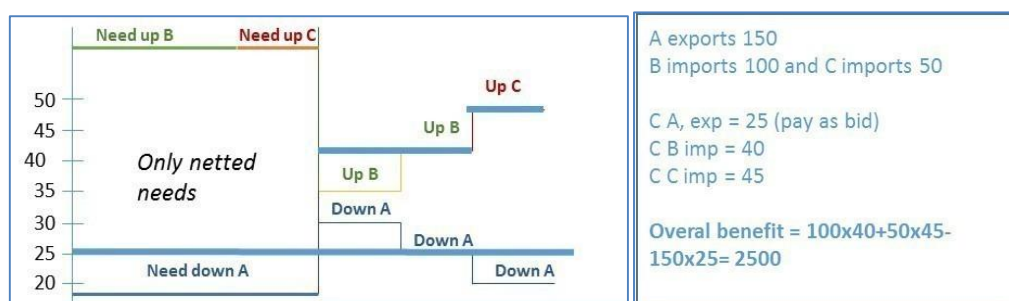 Need up B
Need up C
50
45
40
35
30
25
20
Only netted
needs
Up C
Up B
Up B
Down A
Down A
Need down A
Down A
A exports 150
B imports 100 and C imports 50
C A, exp = 25 (pay as bid)
C B imp = 40
C C imp = 45
Overal benefit = 100x40+50x45-
150x25= 2500